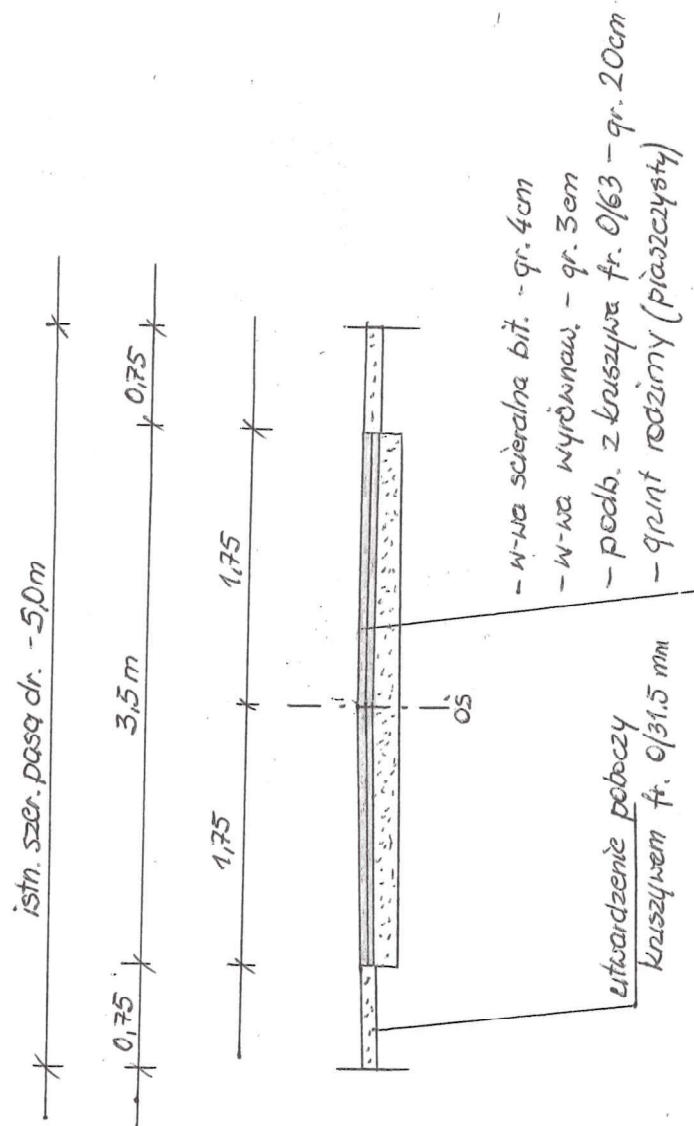 istn. szer. pasa dr. - 5,0m
0,75
3,5 m
0,75
1,75
1,75
oś
- w-wa ścieralna bit. - gr. 4cm
- w-wa wyrównaw. - gr. 3cm
- podb. z kruszywa fr. 0/63 - gr. 20cm
- grunt rodzimy (piaszczysty)
utwardzenie poboczy
kruszywem fr. 0/31.5 mm